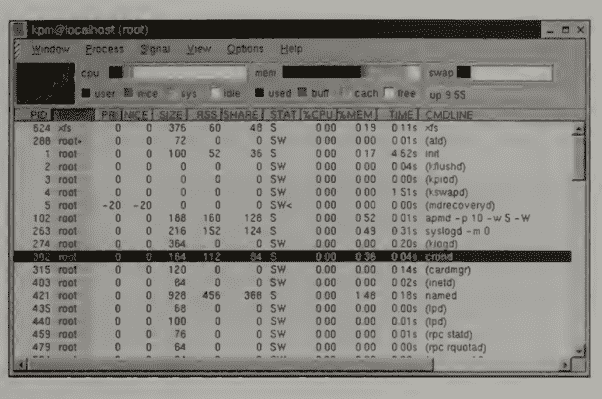 kpm@localhost (root)
Window Process Signal View Options Help
cpu mem swap
user nice sys idle used buff cach free up 9:55
PID PRI NICE SIZE RSS SHARE STAT %CPU %MEM TIME CMDLINE
524 xfs 0 0 376 60 48 S 0.00 0.19 0.11s xfs
288 root 0 0 72 0 0 SW 0.00 0.00 0.01s (atd)
1 root 0 0 100 52 36 S 0.00 0.17 4.62s init
2 root 0 0 0 0 0 SW 0.00 0.00 0.04s (kflushd)
3 root 0 0 0 0 0 SW 0.00 0.00 0.00s (kpiod)
4 root 0 0 0 0 0 SW 0.00 0.00 1.51s (kswapd)
5 root -20 -20 0 0 0 SW< 0.00 0.00 0.00s (mdrecoveryd)
102 root 0 0 168 160 128 S 0.00 0.52 0.01s apmd -p 10 -w 5 -W
263 root 0 0 216 152 124 S 0.00 0.49 0.31s syslogd -m 0
274 root 0 0 364 0 0 SW 0.00 0.00 0.20s (klogd)
302 root 0 0 164 112 84 S 0.00 0.36 0.04s crond
315 root 0 0 120 0 0 SW 0.00 0.00 0.14s (cardmgr)
403 root 0 0 64 0 0 SW 0.00 0.00 0.02s (inetd)
421 root 0 0 928 456 368 S 0.00 1.48 0.18s named
435 root 0 0 68 0 0 SW 0.00 0.00 0.00s (lpd)
440 root 0 0 100 0 0 SW 0.00 0.00 0.01s (lpd)
459 root 0 0 76 0 0 SW 0.00 0.00 0.01s (rpc.statd)
479 root 0 0 64 0 0 SW 0.00 0.00 0.00s (rpc.rquotad)